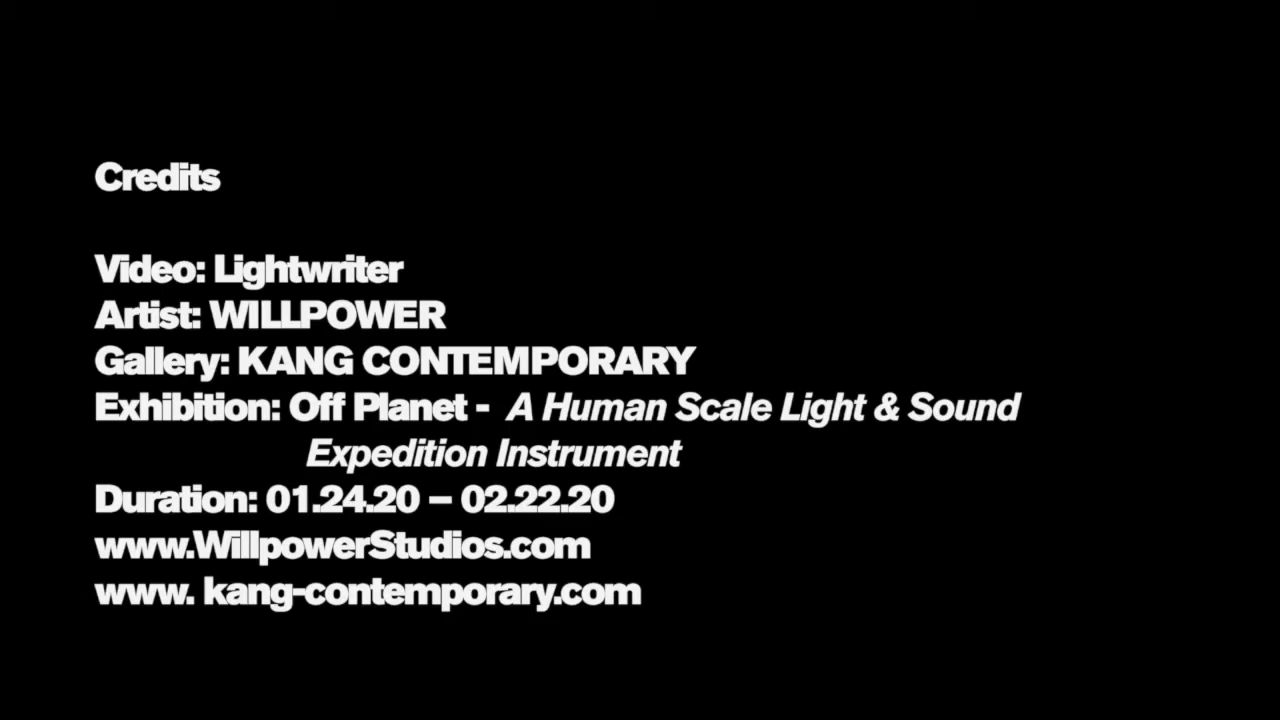 Credits
Video: Lightwriter
Artist: WILLPOWER
Gallery: KANG CONTEMPORARY
Exhibition: Off Planet - A Human Scale Light & Sound
Expedition Instrument
Duration: 01.24.20 – 02.22.20
www.WillpowerStudios.com
www. kang-contemporary.com